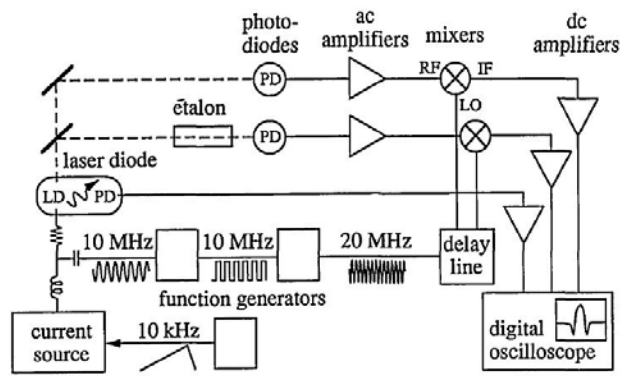 photo-
diodes
ac
amplifiers
mixers
dc
amplifiers
PD
RF
IF
LO
étalon
PD
laser diode
LD
PD
10 MHz
10 MHz
20 MHz
delay
line
function generators
current
source
10 kHz
digital
oscilloscope